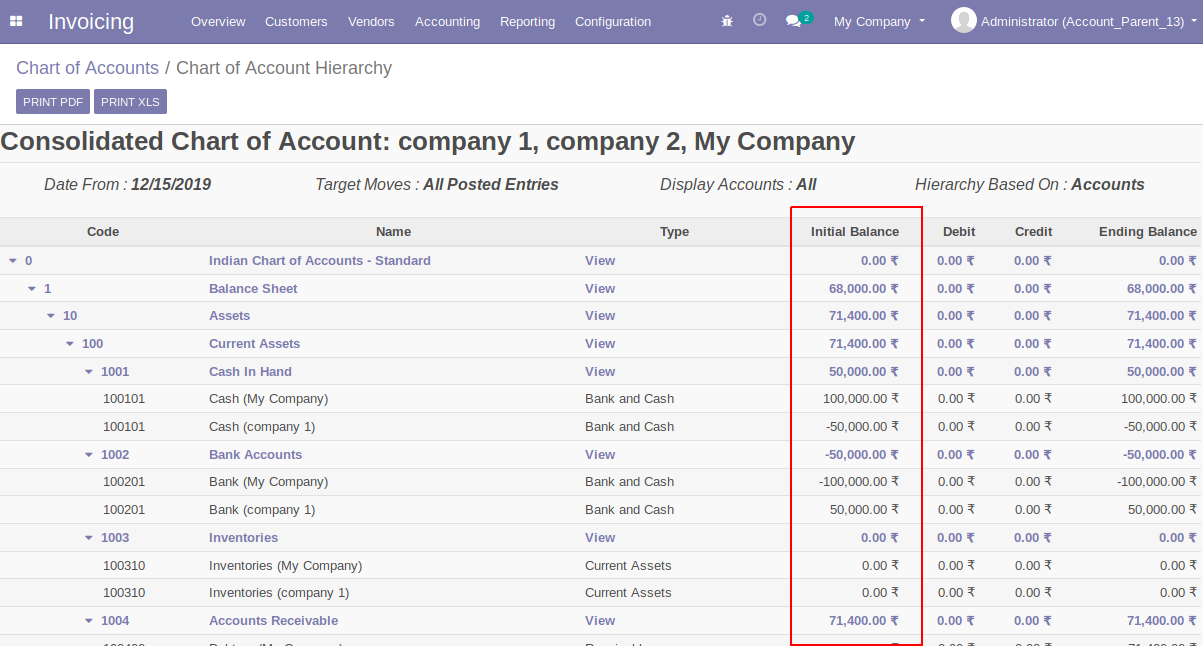 Invoicing Overview Customers Vendors Accounting Reporting Configuration 2 My Company Administrator (Account_Parent_13)
Chart of Accounts / Chart of Account Hierarchy
PRINT PDF PRINT XLS
Consolidated Chart of Account: company 1, company 2, My Company
Date From : 12/15/2019 Target Moves : All Posted Entries Display Accounts : All Hierarchy Based On : Accounts
Code Name Type Initial Balance Debit Credit Ending Balance
0 Indian Chart of Accounts - Standard View 0.00 ₹ 0.00 ₹ 0.00 ₹ 0.00 ₹
1 Balance Sheet View 68,000.00 ₹ 0.00 ₹ 0.00 ₹ 68,000.00 ₹
10 Assets View 71,400.00 ₹ 0.00 ₹ 0.00 ₹ 71,400.00 ₹
100 Current Assets View 71,400.00 ₹ 0.00 ₹ 0.00 ₹ 71,400.00 ₹
1001 Cash In Hand View 50,000.00 ₹ 0.00 ₹ 0.00 ₹ 50,000.00 ₹
100101 Cash (My Company) Bank and Cash 100,000.00 ₹ 0.00 ₹ 0.00 ₹ 100,000.00 ₹
100101 Cash (company 1) Bank and Cash -50,000.00 ₹ 0.00 ₹ 0.00 ₹ -50,000.00 ₹
1002 Bank Accounts View -50,000.00 ₹ 0.00 ₹ 0.00 ₹ -50,000.00 ₹
100201 Bank (My Company) Bank and Cash -100,000.00 ₹ 0.00 ₹ 0.00 ₹ -100,000.00 ₹
100201 Bank (company 1) Bank and Cash 50,000.00 ₹ 0.00 ₹ 0.00 ₹ 50,000.00 ₹
1003 Inventories View 0.00 ₹ 0.00 ₹ 0.00 ₹ 0.00 ₹
100310 Inventories (My Company) Current Assets 0.00 ₹ 0.00 ₹ 0.00 ₹ 0.00 ₹
100310 Inventories (company 1) Current Assets 0.00 ₹ 0.00 ₹ 0.00 ₹ 0.00 ₹
1004 Accounts Receivable View 71,400.00 ₹ 0.00 ₹ 0.00 ₹ 71,400.00 ₹